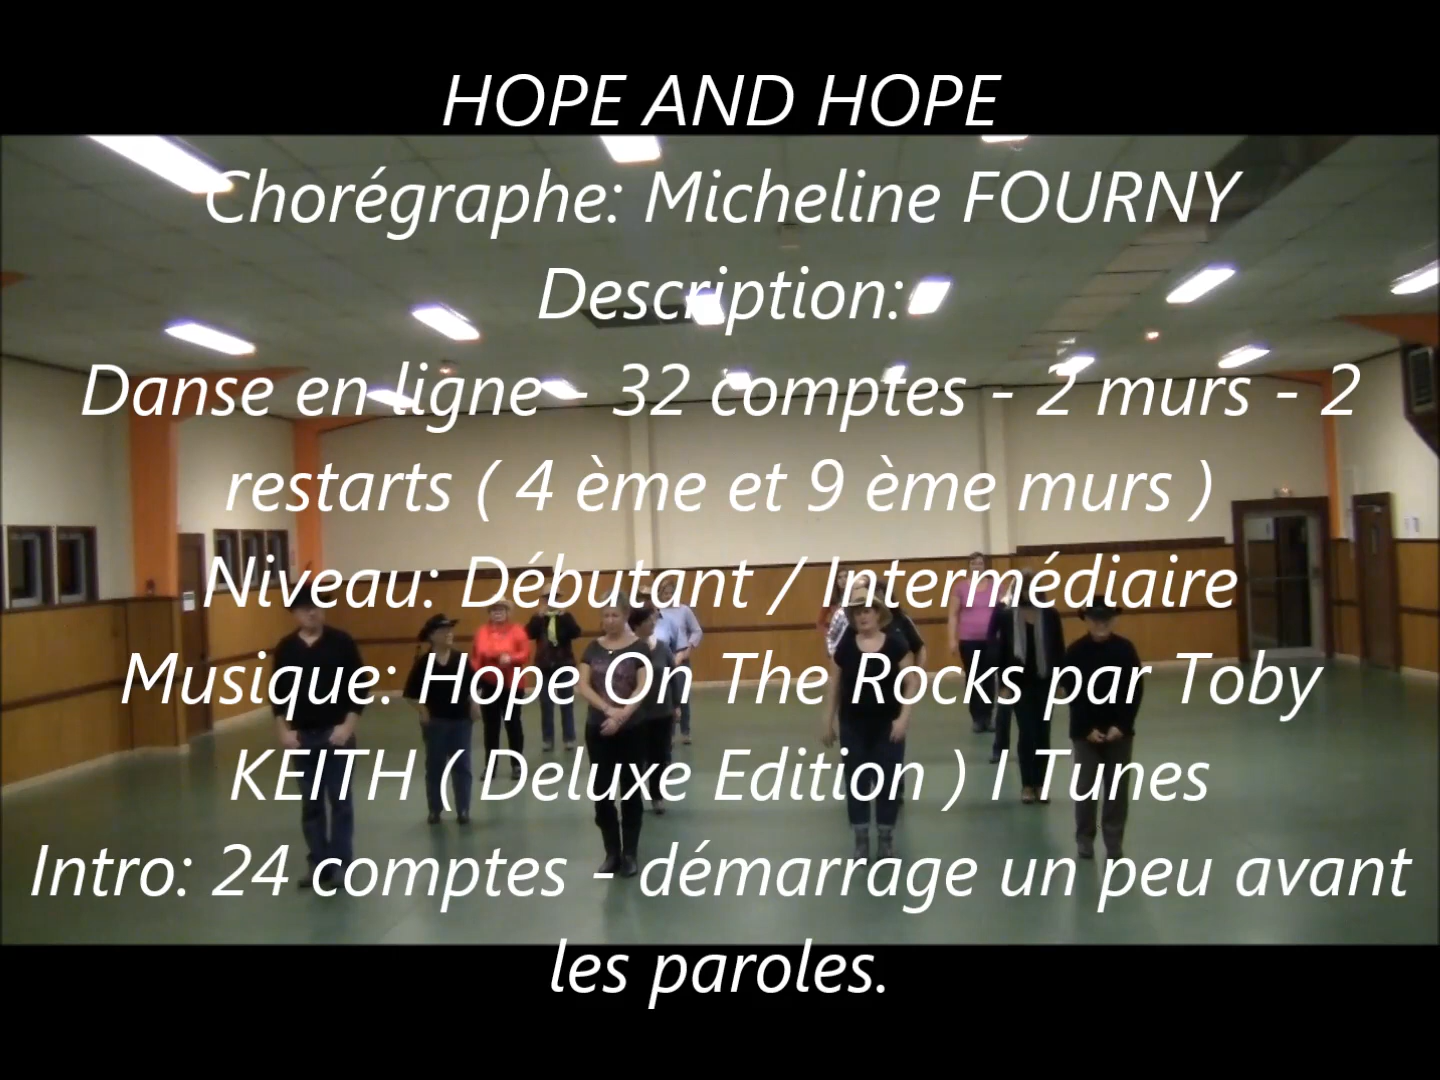 HOPE AND HOPE
Chorégraphe: Micheline FOURNY
Description:
Danse en ligne - 32 comptes - 2 murs - 2
restarts ( 4 ème et 9 ème murs )
Niveau: Débutant / Intermédiaire
Musique: Hope On The Rocks par Toby
KEITH ( Deluxe Edition ) I Tunes
Intro: 24 comptes - démarrage un peu avant
les paroles.